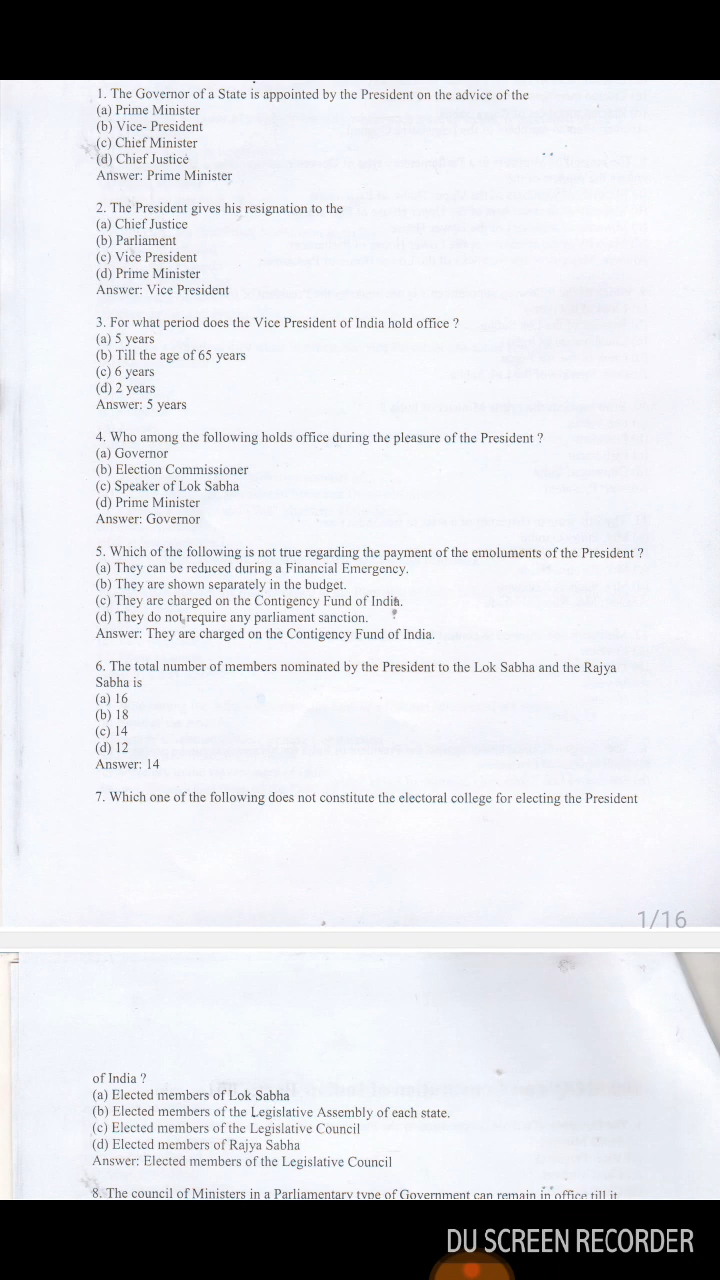 1. The Governor of a State is appointed by the President on the advice of the
(a) Prime Minister
(b) Vice- President
(c) Chief Minister
(d) Chief Justice
Answer: Prime Minister
2. The President gives his resignation to the
(a) Chief Justice
(b) Parliament
(c) Vice President
(d) Prime Minister
Answer: Vice President
3. For what period does the Vice President of India hold office ?
(a) 5 years
(b) Till the age of 65 years
(c) 6 years
(d) 2 years
Answer: 5 years
4. Who among the following holds office during the pleasure of the President ?
(a) Governor
(b) Election Commissioner
(c) Speaker of Lok Sabha
(d) Prime Minister
Answer: Governor
5. Which of the following is not true regarding the payment of the emoluments of the President ?
(a) They can be reduced during a Financial Emergency.
(b) They are shown separately in the budget.
(c) They are charged on the Contigency Fund of India.
(d) They do not require any parliament sanction.
Answer: They are charged on the Contigency Fund of India.
6. The total number of members nominated by the President to the Lok Sabha and the Rajya
Sabha is
(a) 16
(b) 18
(c) 14
(d) 12
Answer: 14
7. Which one of the following does not constitute the electoral college for electing the President
1/16
of India ?
(a) Elected members of Lok Sabha
(b) Elected members of the Legislative Assembly of each state.
(c) Elected members of the Legislative Council
(d) Elected members of Rajya Sabha
Answer: Elected members of the Legislative Council
8. The council of Ministers in a Parliamentary type of Government can remain in office till it
DU SCREEN RECORDER